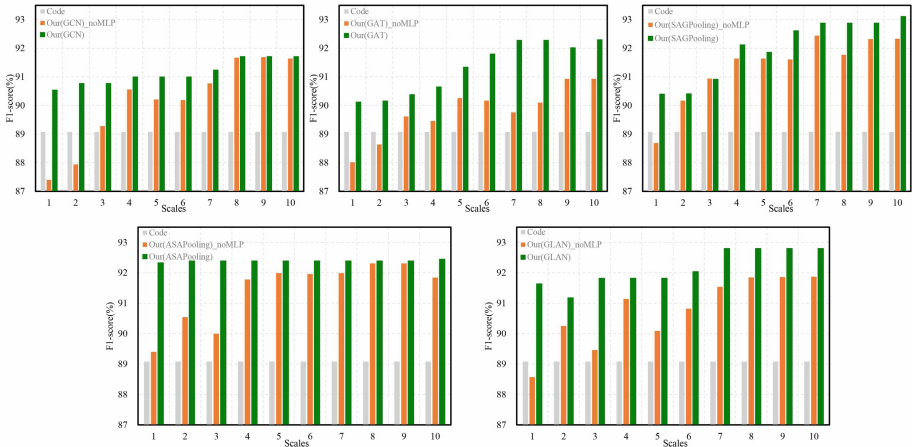 Code
Our(GCN)_noMLP
Our(GCN)
F1-score(%)
93
92
91
90
89
88
87
1 2 3 4 5 6 7 8 9 10
Scales
Code
Our(GAT)_noMLP
Our(GAT)
F1-score(%)
93
92
91
90
89
88
87
1 2 3 4 5 6 7 8 9 10
Scales
Code
Our(SAGPooling)_noMLP
Our(SAGPooling)
F1-score(%)
93
92
91
90
89
88
87
1 2 3 4 5 6 7 8 9 10
Scales
Code
Our(ASAPooling)_noMLP
Our(ASAPooling)
F1-score(%)
93
92
91
90
89
88
87
1 2 3 4 5 6 7 8 9 10
Scales
Code
Our(GLAN)_noMLP
Our(GLAN)
F1-score(%)
93
92
91
90
89
88
87
1 2 3 4 5 6 7 8 9 10
Scales